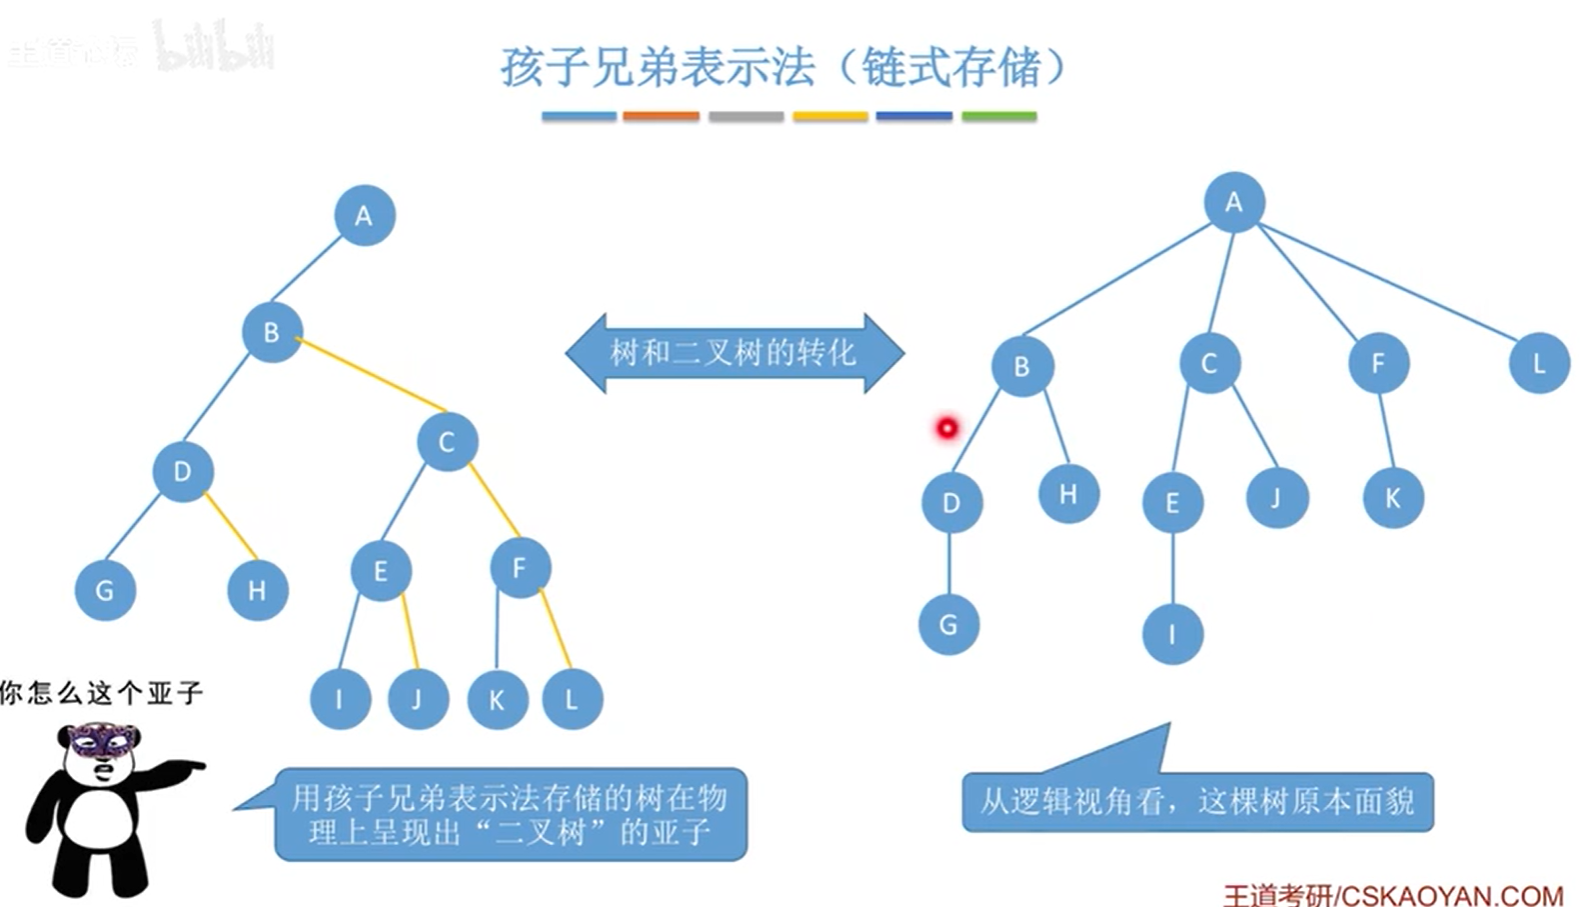 王道论坛 bilibili
孩子兄弟表示法（链式存储）
A
B
C
D
E
F
G
H
I
J
K
L
树和二叉树的转化
A
B
C
F
L
D
H
E
J
K
G
I
你怎么这个亚子
用孩子兄弟表示法存储的树在物
理上呈现出“二叉树”的亚子
从逻辑视角看，这棵树原本面貌
王道考研/CSKAOYAN.COM